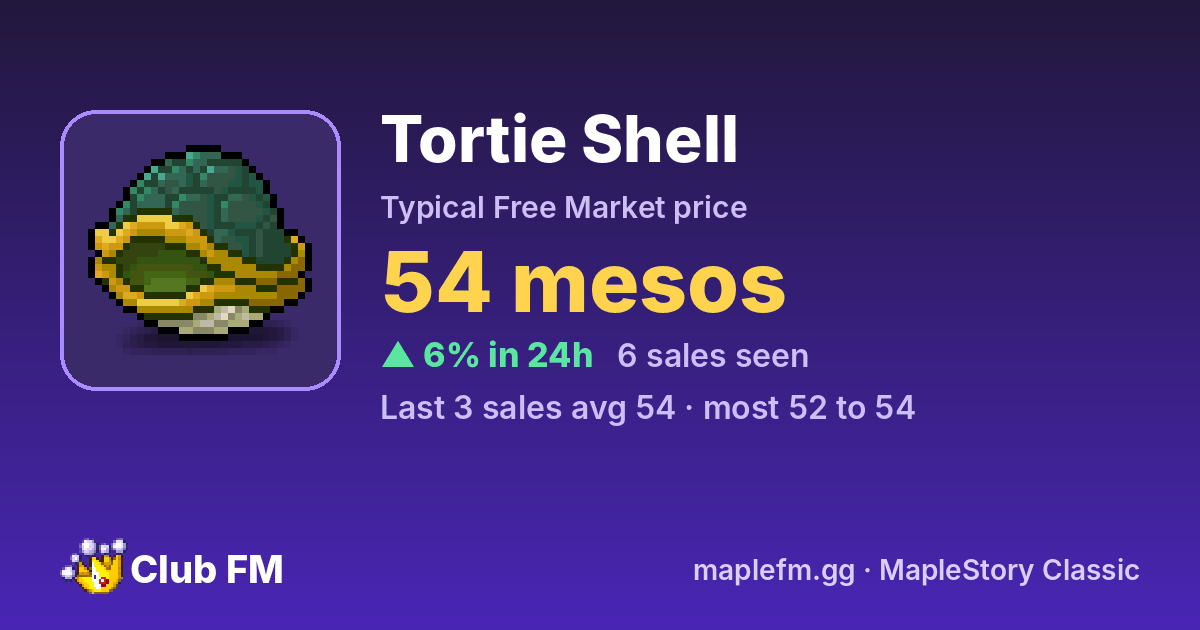 Tortie Shell
Typical Free Market price
54 mesos
▲ 6% in 24h 6 sales seen
Last 3 sales avg 54 · most 52 to 54
Club FM
maplefm.gg · MapleStory Classic